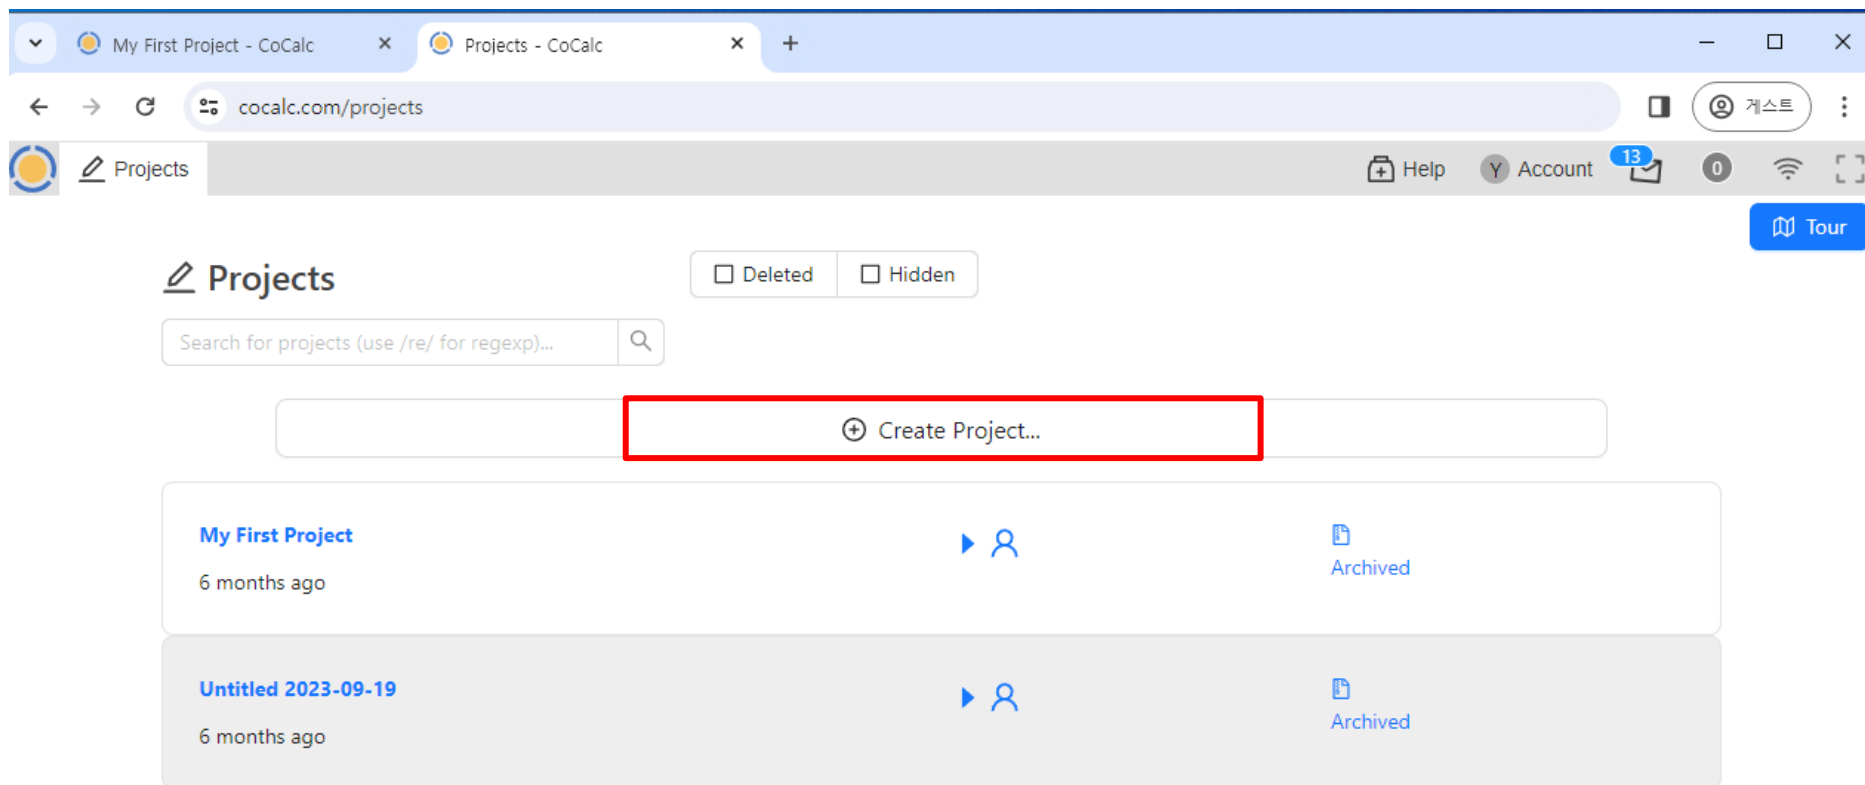 My First Project - CoCalc
Projects - CoCalc
cocalc.com/projects
게스트
Projects
Help
Y
Account
13
0
Tour
Projects
Deleted
Hidden
Search for projects (use /re/ for regexp)...
Create Project...
My First Project
6 months ago
Archived
Untitled 2023-09-19
6 months ago
Archived